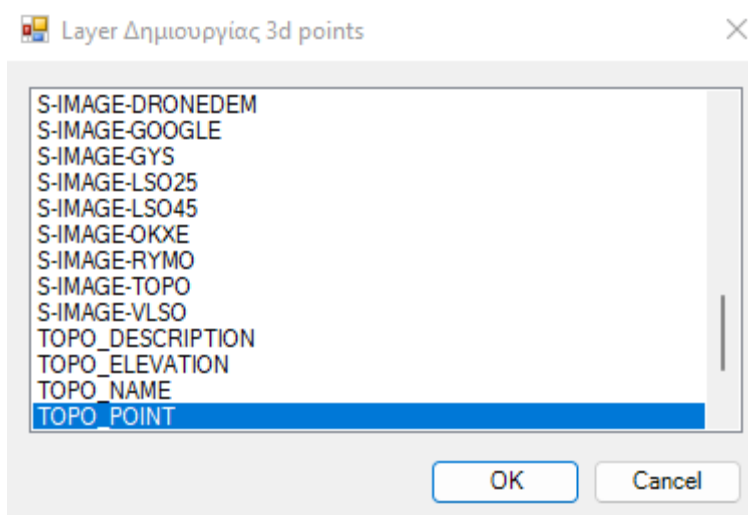 Layer Δημιουργίας 3d points
S-IMAGE-DRONEDEM
S-IMAGE-GOOGLE
S-IMAGE-GYS
S-IMAGE-LSO25
S-IMAGE-LSO45
S-IMAGE-OKXE
S-IMAGE-RYMO
S-IMAGE-TOPO
S-IMAGE-VLSO
TOPO_DESCRIPTION
TOPO_ELEVATION
TOPO_NAME
TOPO_POINT
OK Cancel